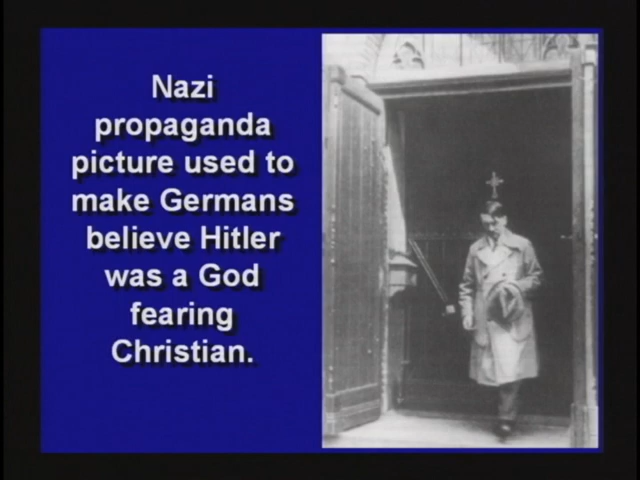 Nazi
propaganda
picture used to
make Germans
believe Hitler
was a God
fearing
Christian.